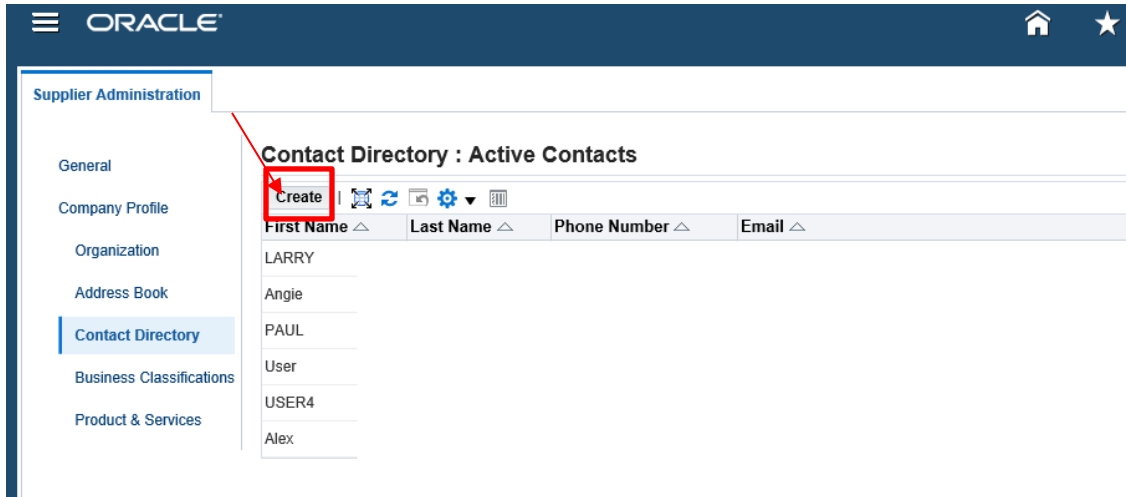 ORACLE
Supplier Administration
General
Company Profile
Organization
Address Book
Contact Directory
Business Classifications
Product & Services
Contact Directory : Active Contacts
Create
First Name Last Name Phone Number Email
LARRY
Angie
PAUL
User
USER4
Alex